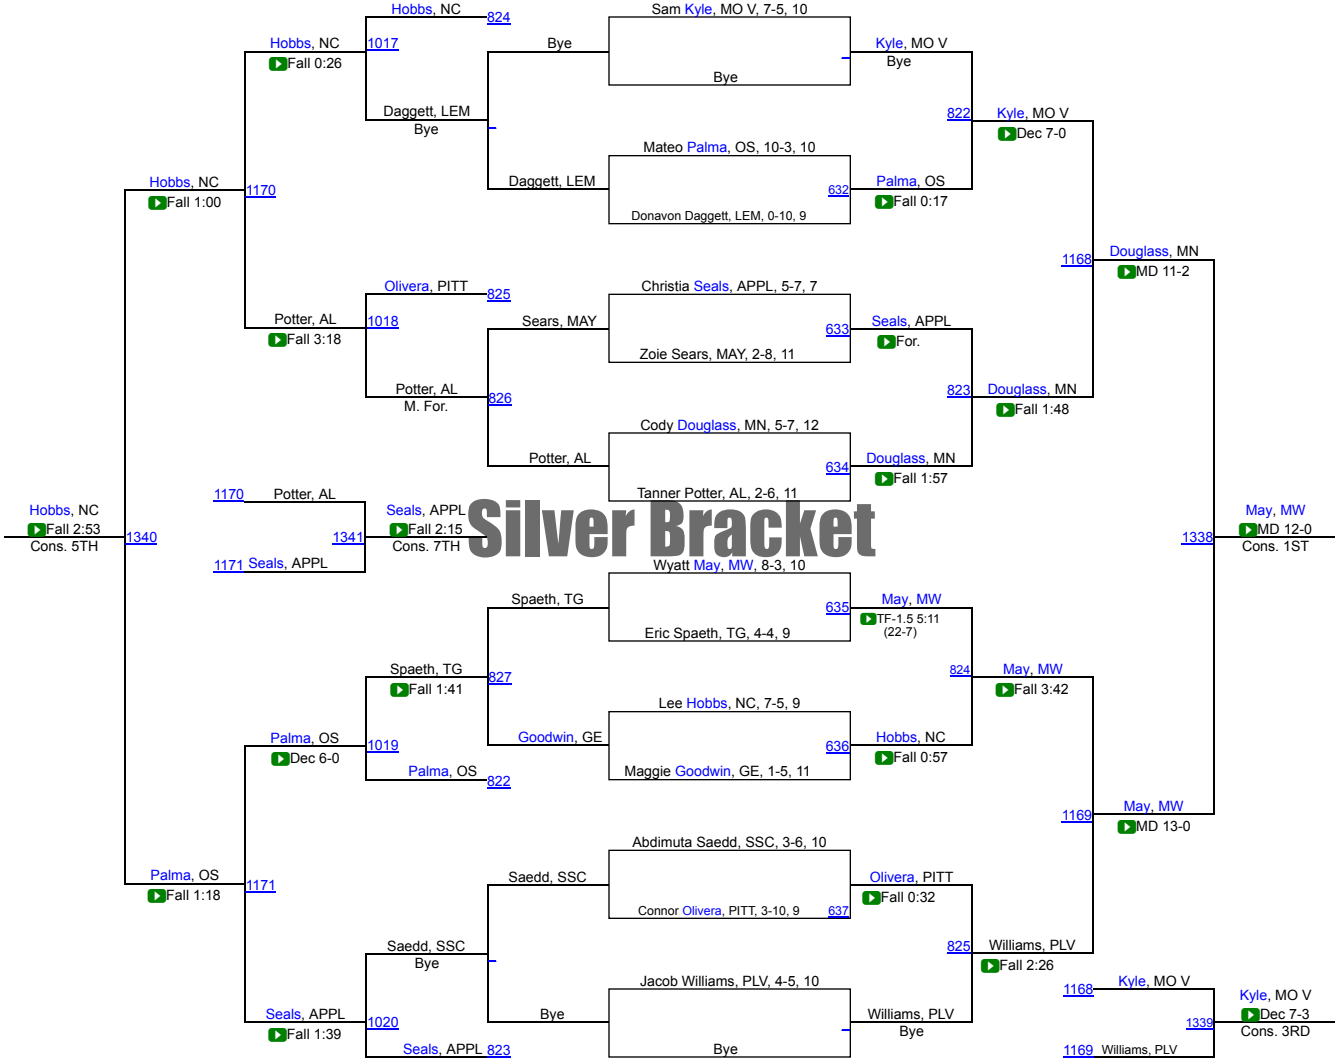 Hobbs, NC
824
Sam Kyle, MO V, 7-5, 10
Hobbs, NC
1017
Bye
Kyle, MO V
Fall 0:26
Bye
Bye
Daggett, LEM
822
Kyle, MO V
Bye
Dec 7-0
Mateo Palma, OS, 10-3, 10
Hobbs, NC
1170
Daggett, LEM
632
Palma, OS
Fall 1:00
Fall 0:17
Donavon Daggett, LEM, 0-10, 9
1168
Douglass, MN
MD 11-2
Olivera, PITT
825
Christia Seals, APPL, 5-7, 7
Potter, AL
1018
Sears, MAY
633
Seals, APPL
Fall 3:18
For.
Zoie Sears, MAY, 2-8, 11
Potter, AL
826
823
Douglass, MN
M. For.
Fall 1:48
Cody Douglass, MN, 5-7, 12
Potter, AL
634
Douglass, MN
Fall 1:57
1170
Potter, AL
Tanner Potter, AL, 2-6, 11
Hobbs, NC
Seals, APPL
Silver Bracket
May, MW
Fall 2:53
1340
1341
Fall 2:15
1338
MD 12-0
Cons. 5TH
Cons. 7TH
Cons. 1ST
1171
Seals, APPL
Wyatt May, MW, 8-3, 10
Spaeth, TG
635
May, MW
TF-1.5 5:11
(22-7)
Eric Spaeth, TG, 4-4, 9
Spaeth, TG
827
824
May, MW
Fall 1:41
Fall 3:42
Lee Hobbs, NC, 7-5, 9
Palma, OS
1019
Goodwin, GE
636
Hobbs, NC
Dec 6-0
Fall 0:57
Palma, OS
822
Maggie Goodwin, GE, 1-5, 11
1169
May, MW
MD 13-0
Abdimuta Saedd, SSC, 3-6, 10
Palma, OS
1171
Saedd, SSC
Olivera, PITT
Fall 1:18
Fall 0:32
Connor Olivera, PITT, 3-10, 9
637
Saedd, SSC
825
Williams, PLV
Bye
Fall 2:26
Jacob Williams, PLV, 4-5, 10
1168
Kyle, MO V
Seals, APPL
1020
Bye
Williams, PLV
1339
Kyle, MO V
Fall 1:39
Bye
Dec 7-3
Cons. 3RD
Seals, APPL
823
Bye
1169
Williams, PLV